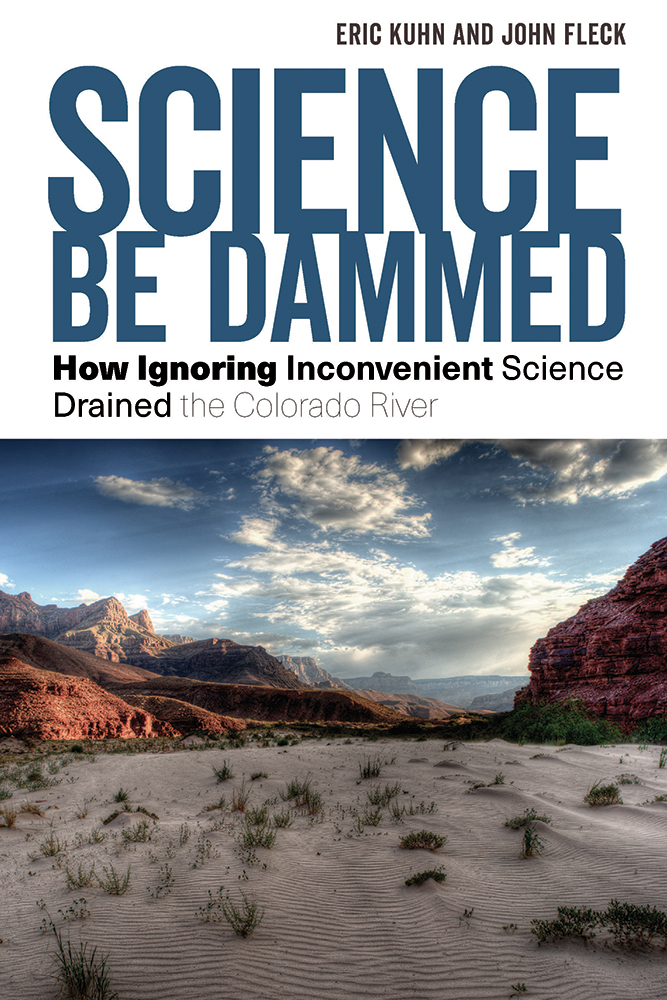 ERIC KUHN AND JOHN FLECK
SCIENCE
BE DAMMED
How Ignoring Inconvenient Science
Drained the Colorado River